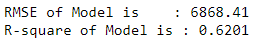 RMSE of Model is    : 6868.41
R-square of Model is : 0.6201